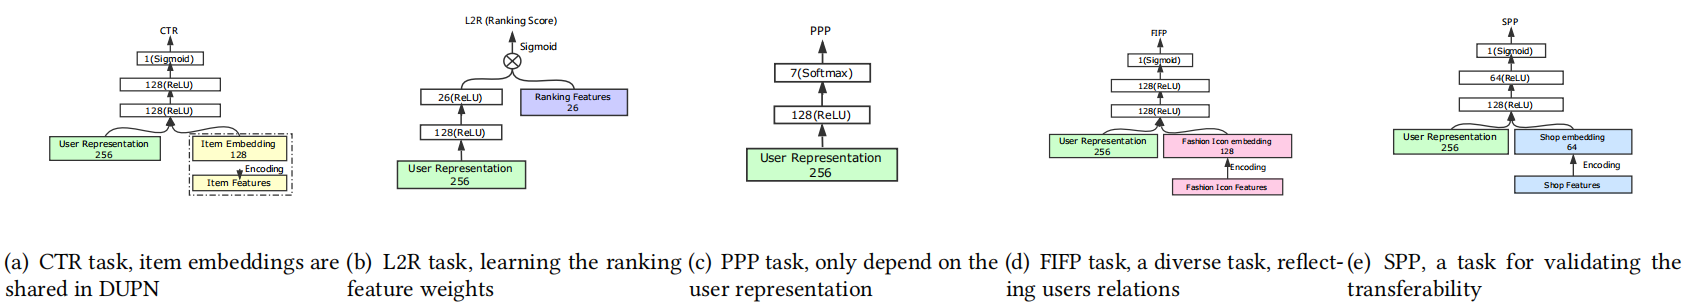 CTR
1(Sigmoid)
128(ReLU)
128(ReLU)
User Representation
256
Item Embedding
128
Encoding
Item Features
(a) CTR task, item embeddings are
shared in DUPN
L2R (Ranking Score)
Sigmoid
26(ReLU)
Ranking Features
26
128(ReLU)
User Representation
256
(b) L2R task, learning the ranking
feature weights
PPP
7(Softmax)
128(ReLU)
User Representation
256
(c) PPP task, only depend on the
user representation
FIFP
1(Sigmoid)
128(ReLU)
128(ReLU)
User Representation
256
Fashion Icon embedding
128
Encoding
Fashion Icon Features
(d) FIFP task, a diverse task, reflect-
ing users relations
SPP
1(Sigmoid)
64(ReLU)
128(ReLU)
User Representation
256
Shop embedding
64
Encoding
Shop Features
(e) SPP, a task for validating the
transferability